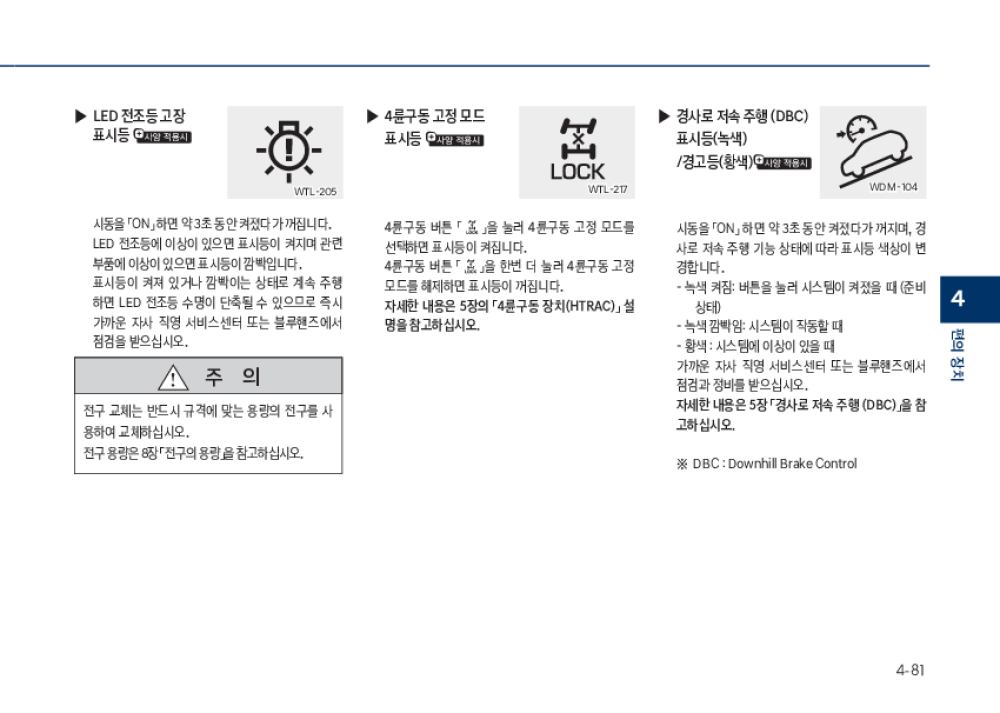 ▶ LED 전조등 고장
표시등 사양 적용시
WTL-205
시동을 「ON」하면 약 3초 동안 켜졌다가 꺼집니다.
LED 전조등에 이상이 있으면 표시등이 켜지며 관련
부품에 이상이 있으면 표시등이 깜빡입니다.
표시등이 켜져 있거나 깜빡이는 상태로 계속 주행
하면 LED 전조등 수명이 단축될 수 있으므로 즉시
가까운 자사 직영 서비스센터 또는 블루핸즈에서
점검을 받으십시오.
주 의
전구 교체는 반드시 규격에 맞는 용량의 전구를 사
용하여 교체하십시오.
전구 용량은 8장「전구의 용량」을 참고하십시오.
▶ 4륜구동 고정 모드
표시등 사양 적용시
LOCK
WTL-217
4륜구동 버튼 「 」을 눌러 4륜구동 고정 모드를
선택하면 표시등이 켜집니다.
4륜구동 버튼 「 」을 한번 더 눌러 4륜구동 고정
모드를 해제하면 표시등이 꺼집니다.
자세한 내용은 5장의 「4륜구동 장치(HTRAC)」 설
명을 참고하십시오.
▶ 경사로 저속 주행 (DBC)
표시등(녹색)
/경고등(황색) 사양 적용시
WDM-104
시동을 「ON」 하면 약 3초 동안 켜졌다가 꺼지며, 경
사로 저속 주행 기능 상태에 따라 표시등 색상이 변
경합니다.
- 녹색 켜짐: 버튼을 눌러 시스템이 켜졌을 때 (준비
상태)
- 녹색 깜박임: 시스템이 작동할 때
- 황색 : 시스템에 이상이 있을 때
가까운 자사 직영 서비스센터 또는 블루핸즈에서
점검과 정비를 받으십시오.
자세한 내용은 5장 「경사로 저속 주행 (DBC)」을 참
고하십시오.
※ DBC : Downhill Brake Control
4
편의 장치
4-81